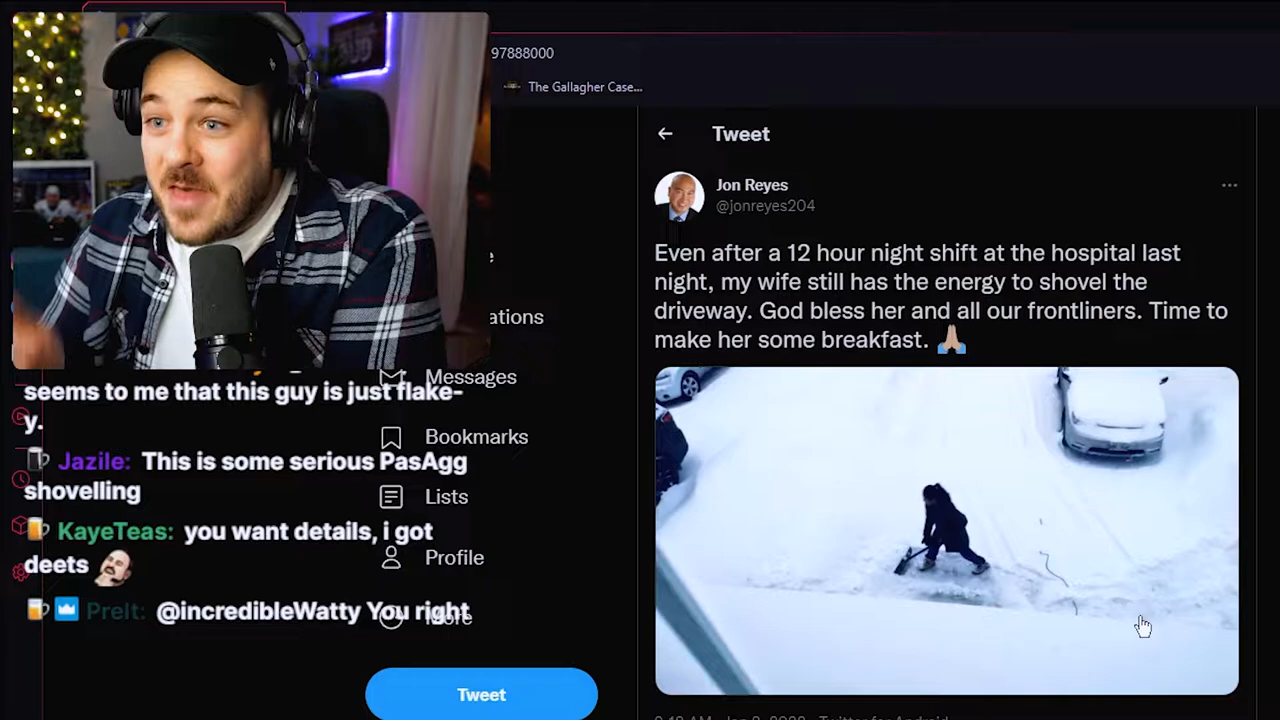 97888000
The Gallagher Case...
Tweet
Jon Reyes
@jonreyes204
Even after a 12 hour night shift at the hospital last
night, my wife still has the energy to shovel the
driveway. God bless her and all our frontliners. Time to
make her some breakfast.
e
ations
Messages
Bookmarks
Lists
Profile
More
Tweet
seems to me that this guy is just flake-
y.
Jazile: This is some serious PasAgg
shovelling
KayeTeas: you want details, i got
deets
PreIt: @incredibleWatty You right